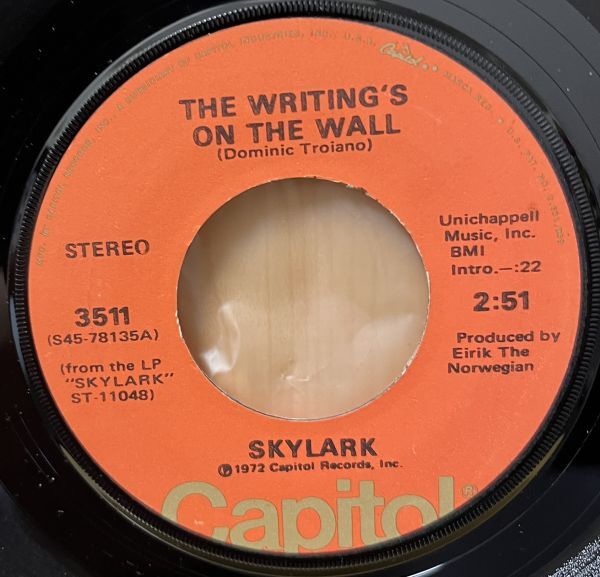 THE WRITING'S
ON THE WALL
(Dominic Troiano)
STEREO
3511
(S45-78135A)
(from the LP
"SKYLARK"
ST-11048)
Unichappell
Music, Inc.
BMI
Intro.—:22
2:51
Produced by
Eirik The
Norwegian
SKYLARK
℗1972 Capitol Records, Inc.
Capitol®